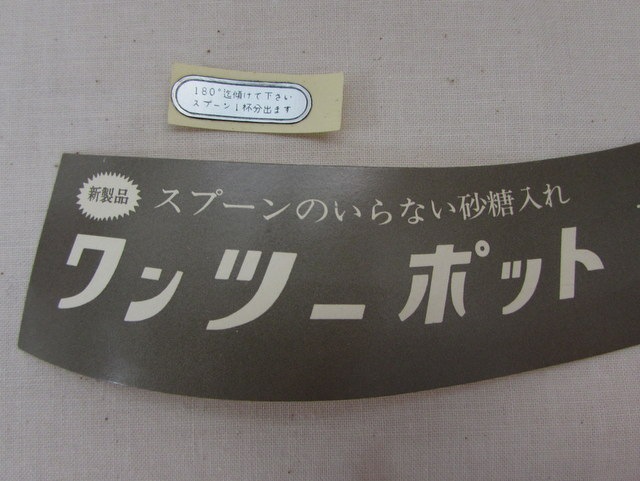 180°迄傾けて下さい
スプーン1杯分出ます
新製品
スプーンのいらない砂糖入れ
ワンツーポット